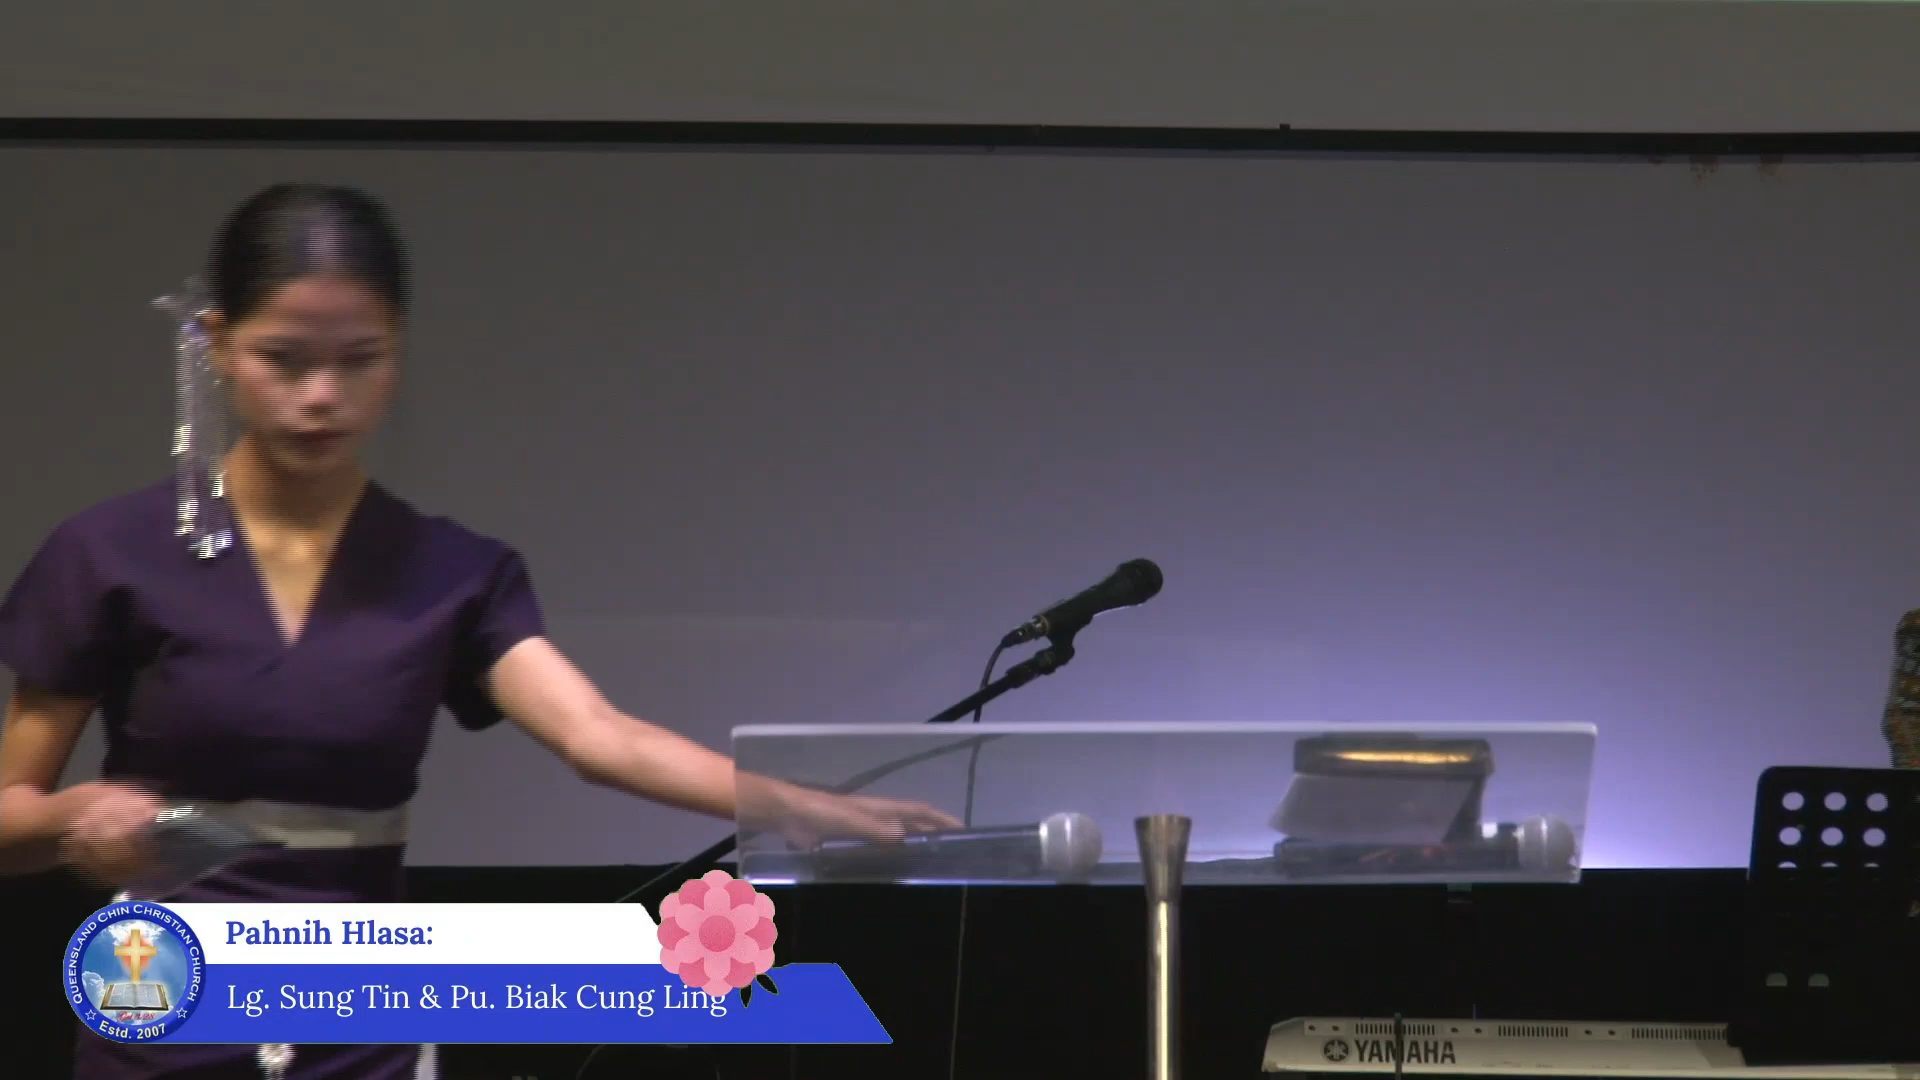 Pahnih Hlasa:
Lg. Sung Tin & Pu. Biak Cung Ling
QUEENSLAND CHIN CHRISTIAN CHURCH
Estd. 2007
YAMAHA